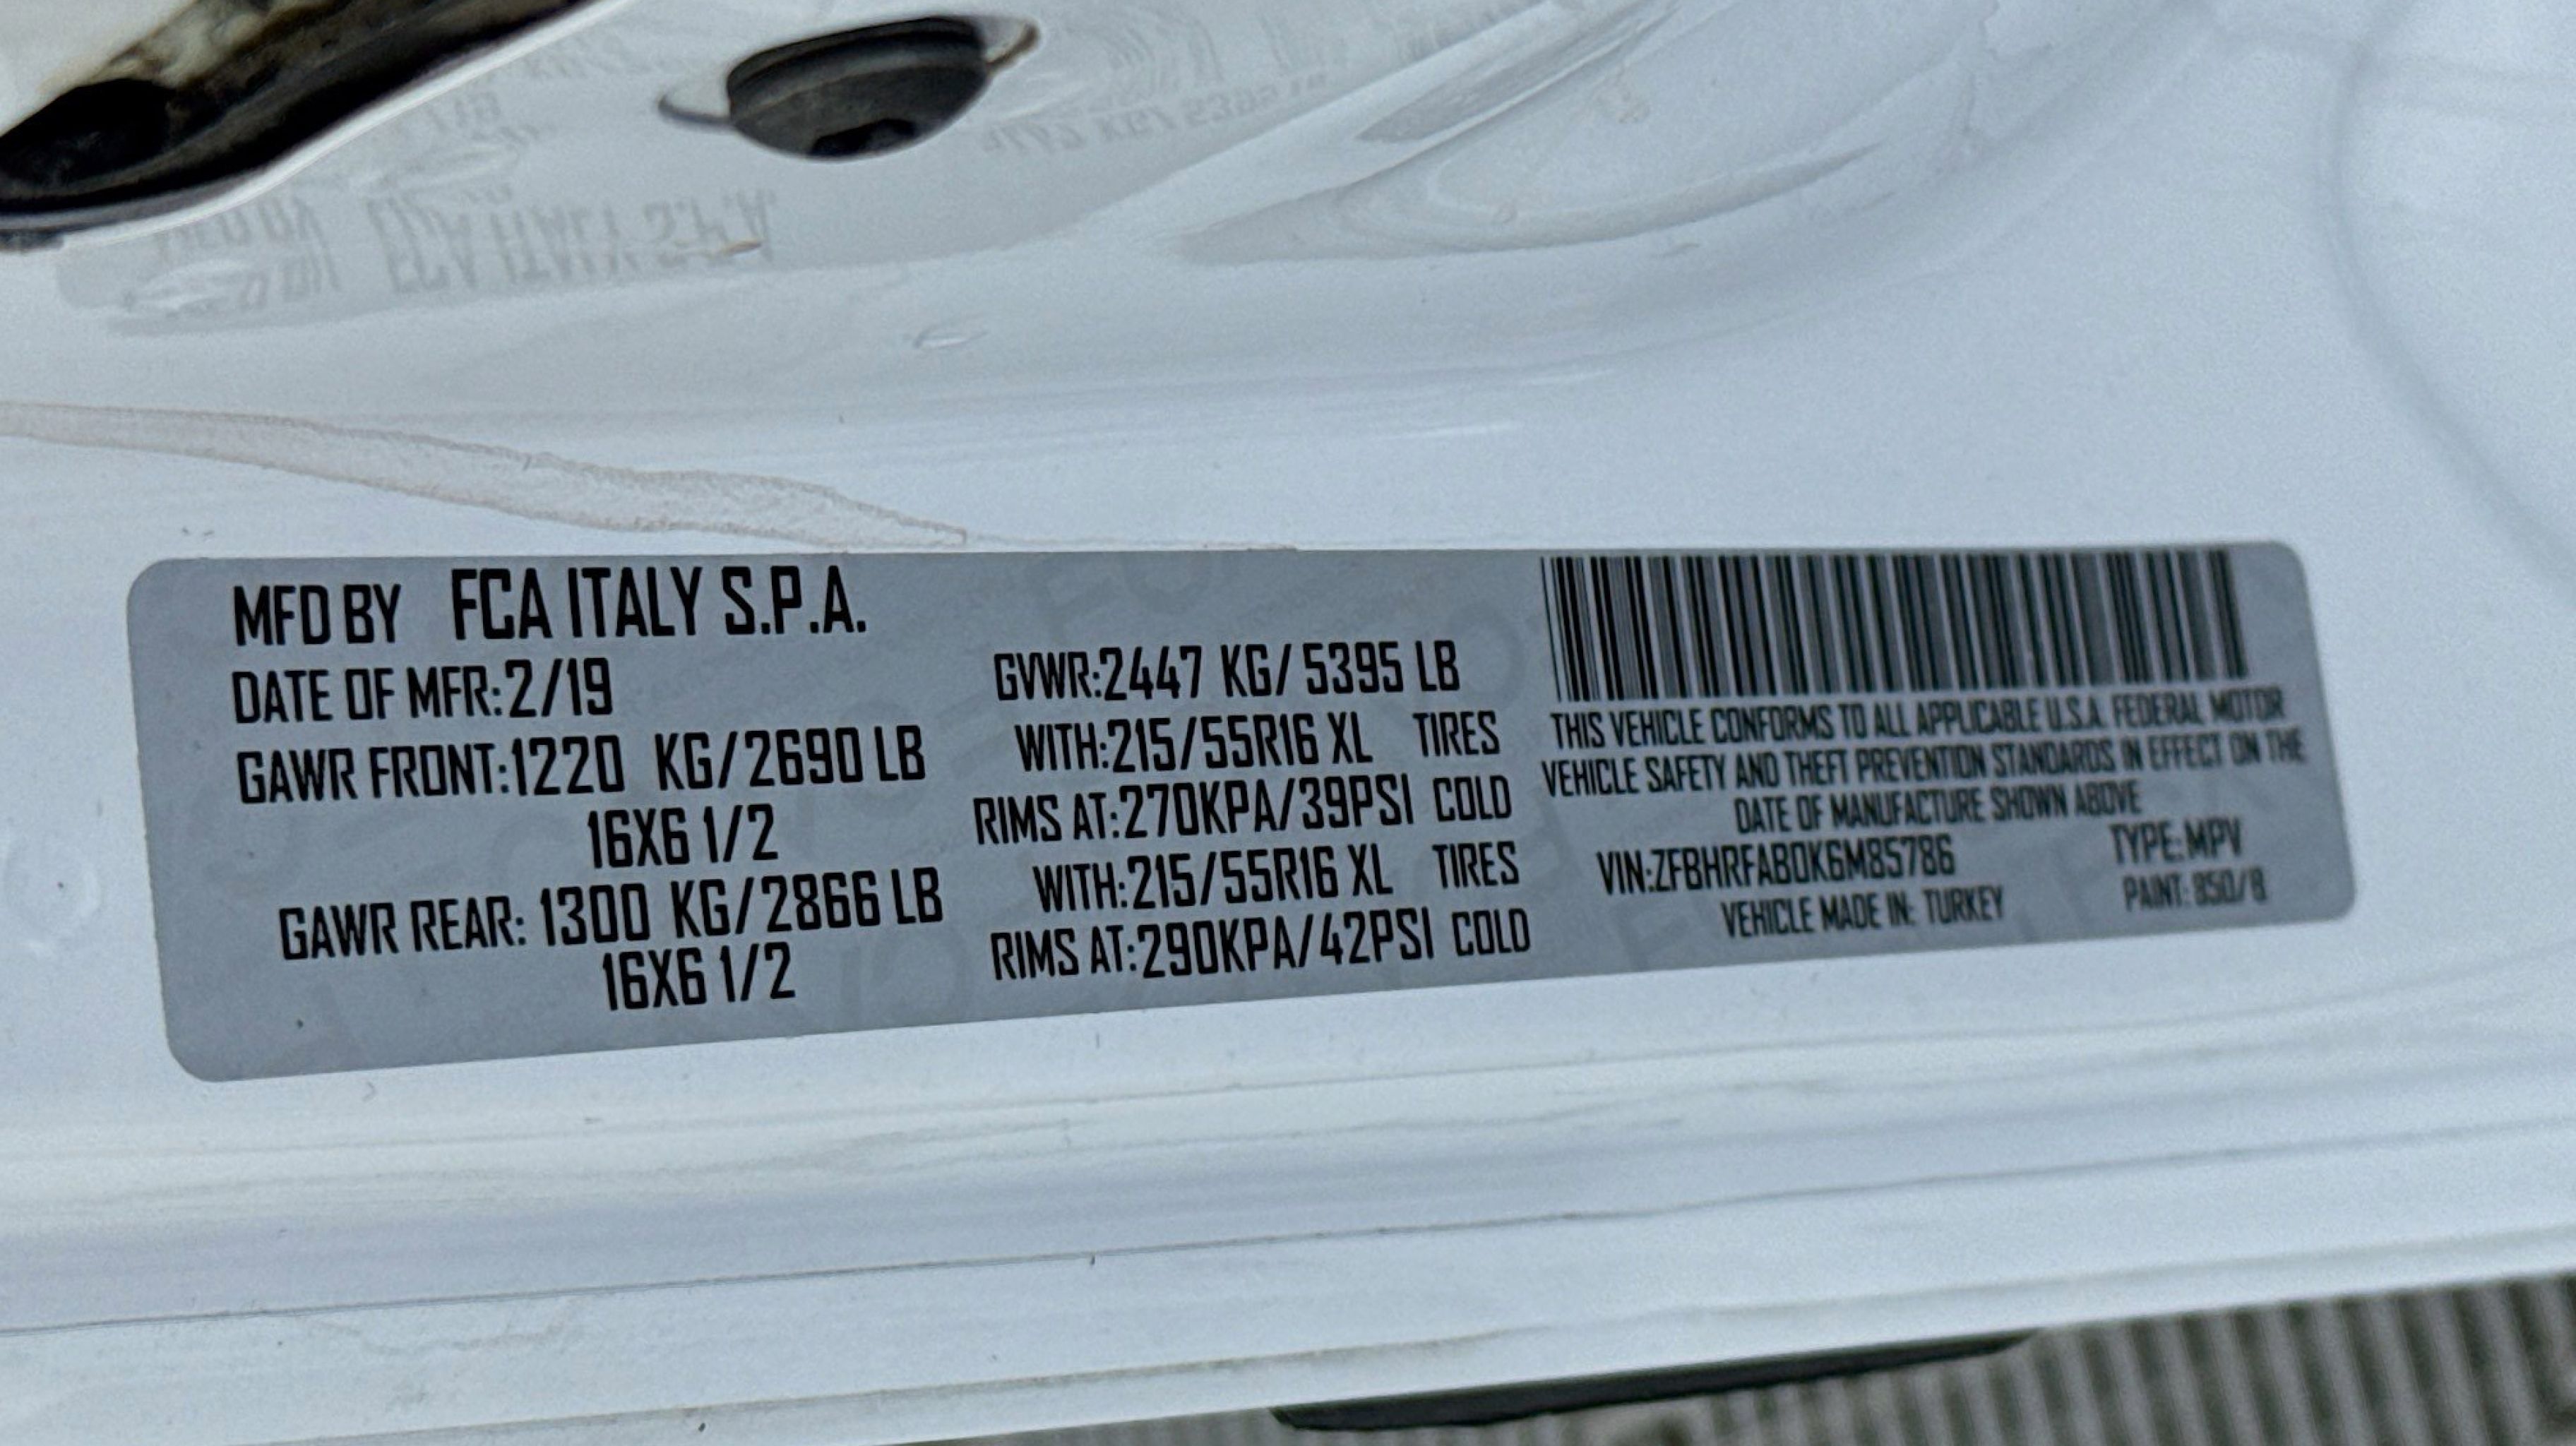 MFD BY FCA ITALY S.P.A.
DATE OF MFR:2/19
GAWR FRONT:1220 KG/2690 LB
16X6 1/2
GAWR REAR: 1300 KG/2866 LB
16X6 1/2
GVWR:2447 KG/ 5395 LB
WITH:215/55R16 XL TIRES
RIMS AT:270KPA/39PSI COLD
WITH:215/55R16 XL TIRES
RIMS AT:290KPA/42PSI COLD
THIS VEHICLE CONFORMS TO ALL APPLICABLE U.S.A. FEDERAL MOTOR
VEHICLE SAFETY AND THEFT PREVENTION STANDARDS IN EFFECT ON THE
DATE OF MANUFACTURE SHOWN ABOVE
VIN:ZFBHRFAB0K6M85786 TYPE:MPV
VEHICLE MADE IN: TURKEY PAINT: 850/B